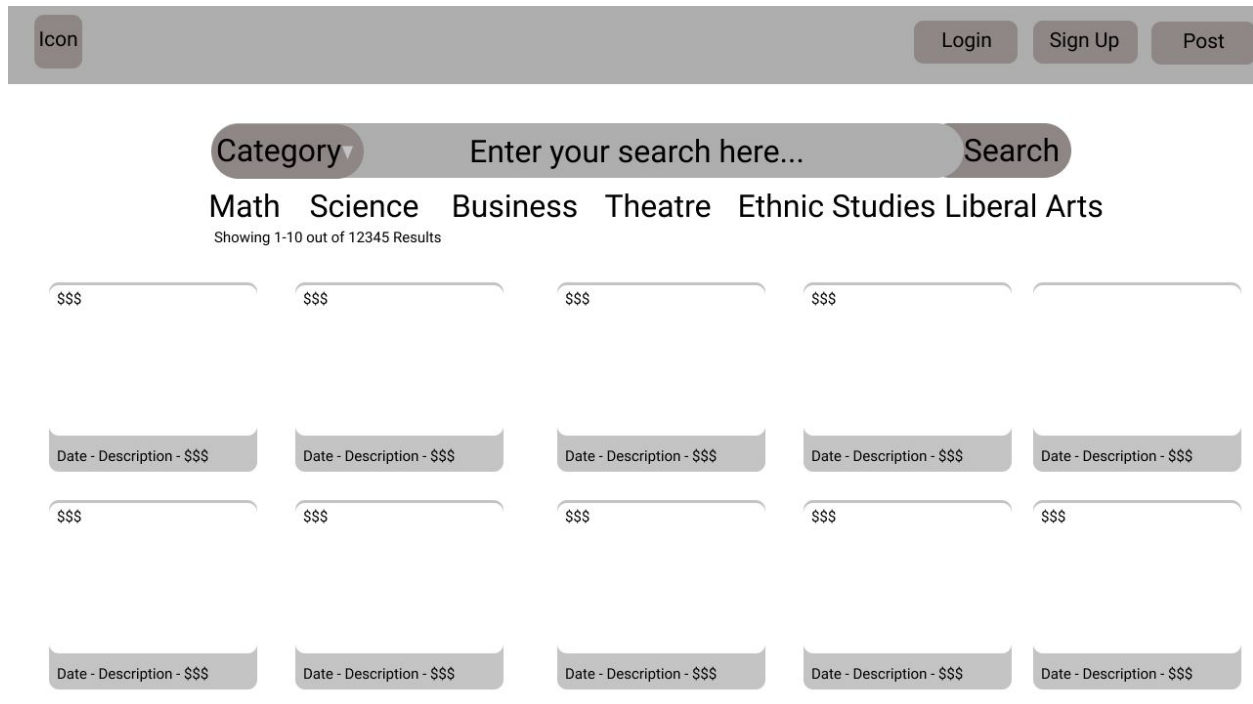 Icon Login Sign Up Post
Category▾ Enter your search here... Search
Math Science Business Theatre Ethnic Studies Liberal Arts
Showing 1-10 out of 12345 Results
$$$ $$$ $$$ $$$
Date - Description - $$$ Date - Description - $$$ Date - Description - $$$ Date - Description - $$$ Date - Description - $$$
$$$ $$$ $$$ $$$ $$$
Date - Description - $$$ Date - Description - $$$ Date - Description - $$$ Date - Description - $$$ Date - Description - $$$